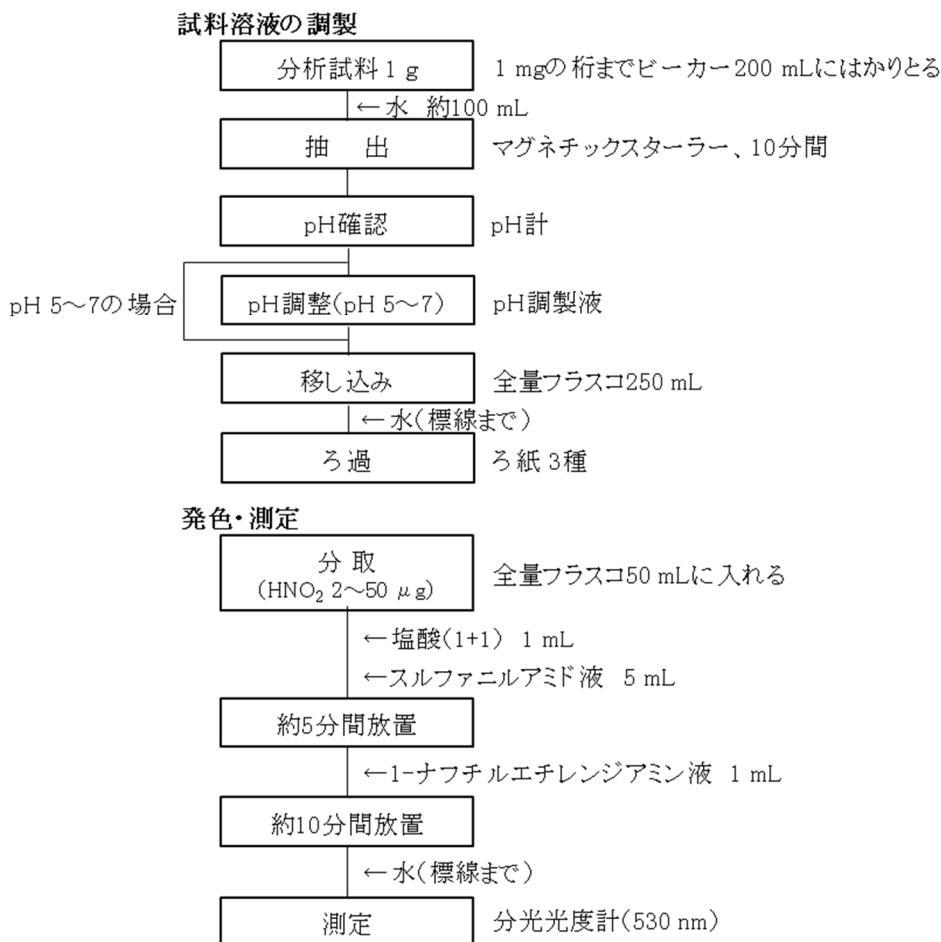 試料溶液の調製
分析試料1 g 1 mgの桁までビーカー200 mLにはかりとる
←水 約100 mL
抽 出 マグネチックスターラー、10分間
pH確認 pH計
pH 5～7の場合 pH調整(pH 5～7) pH調製液
移し込み 全量フラスコ250 mL
←水(標線まで)
ろ過 ろ紙 3種
発色・測定
分 取
(HNO₂ 2～50 μg) 全量フラスコ50 mLに入れる
←塩酸(1+1) 1 mL
←スルファニルアミド液 5 mL
約5分間放置
←1-ナフチルエチレンジアミン液 1 mL
約10分間放置
←水(標線まで)
測定 分光光度計(530 nm)